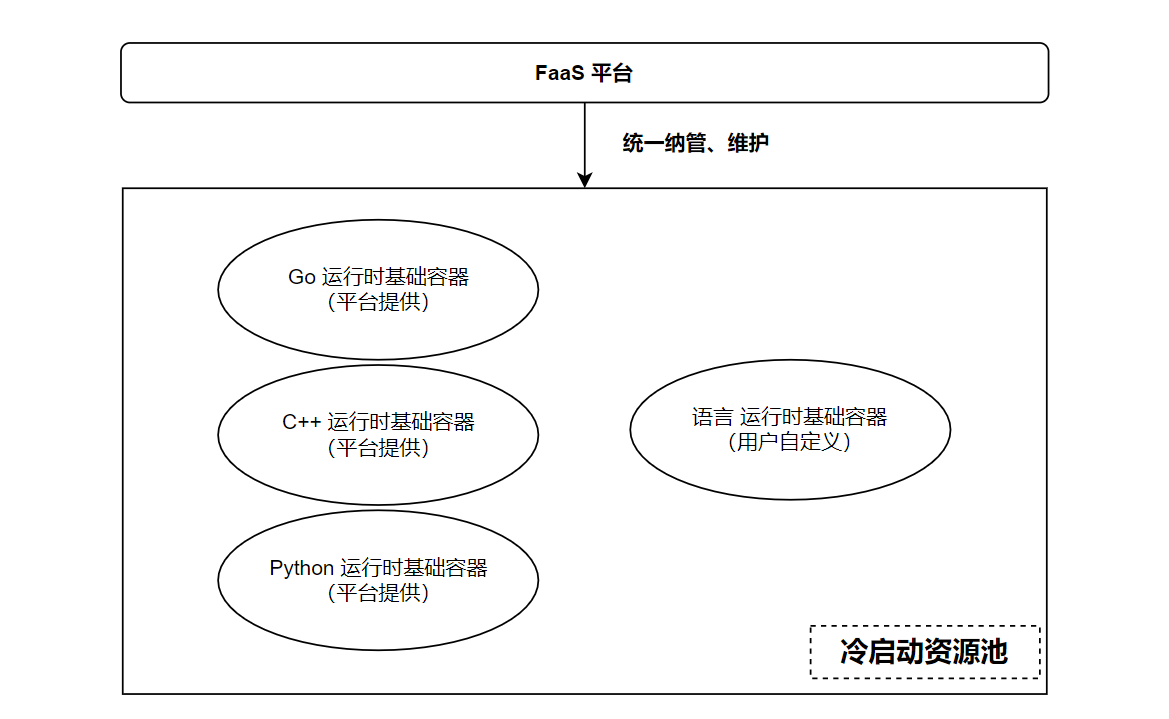 FaaS 平台
统一纳管、维护
Go 运行时基础容器
（平台提供）
C++ 运行时基础容器
（平台提供）
Python 运行时基础容器
（平台提供）
语言 运行时基础容器
（用户自定义）
冷启动资源池